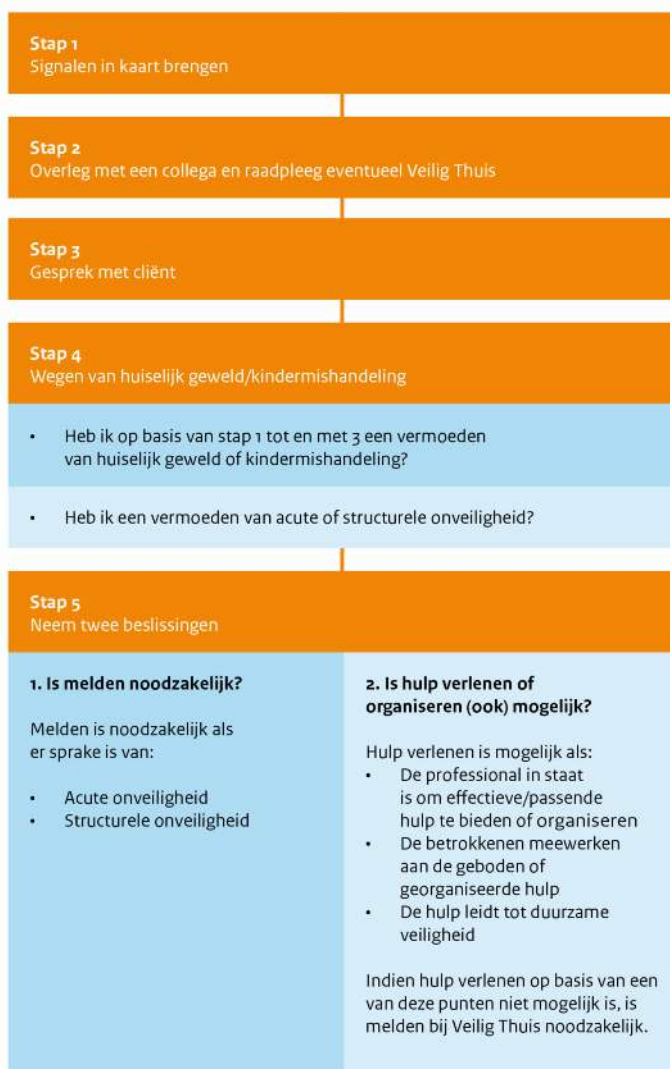 Stap 1
Signalen in kaart brengen
Stap 2
Overleg met een collega en raadpleeg eventueel Veilig Thuis
Stap 3
Gesprek met cliënt
Stap 4
Wegen van huiselijk geweld/kindermishandeling
• Heb ik op basis van stap 1 tot en met 3 een vermoeden
van huiselijk geweld of kindermishandeling?
• Heb ik een vermoeden van acute of structurele onveiligheid?
Stap 5
Neem twee beslissingen
1. Is melden noodzakelijk?
Melden is noodzakelijk als
er sprake is van:
• Acute onveiligheid
• Structurele onveiligheid
2. Is hulp verlenen of
organiseren (ook) mogelijk?
Hulp verlenen is mogelijk als:
• De professional in staat
is om effectieve/passende
hulp te bieden of organiseren
• De betrokkenen meewerken
aan de geboden of
georganiseerde hulp
• De hulp leidt tot duurzame
veiligheid
Indien hulp verlenen op basis van een
van deze punten niet mogelijk is, is
melden bij Veilig Thuis noodzakelijk.